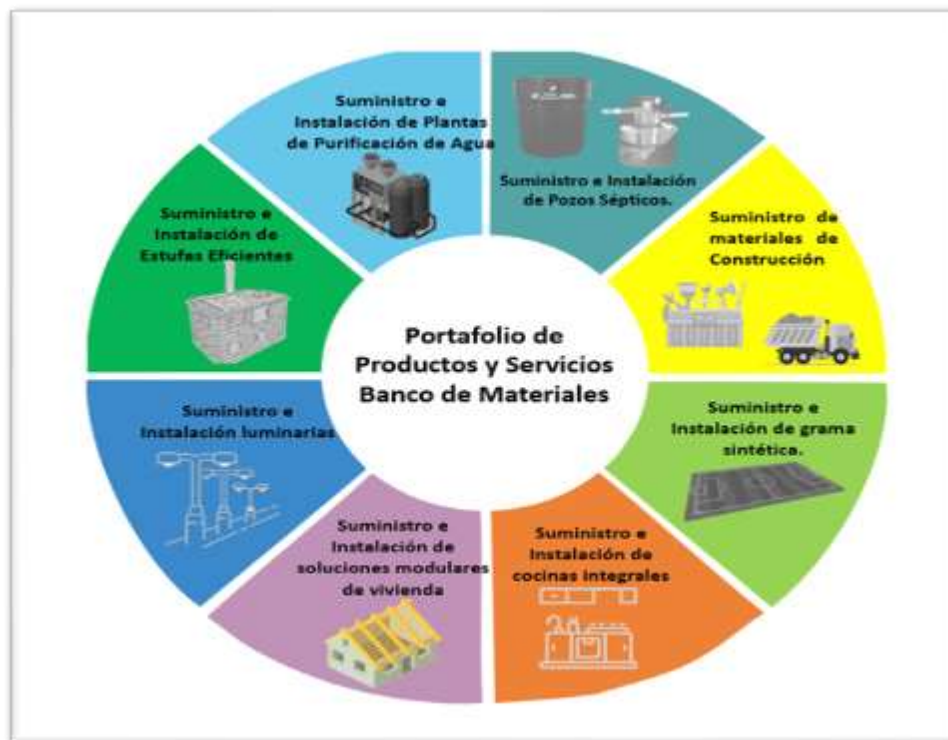 Suministro e
Instalación de Plantas
de Purificación de Agua
Suministro e Instalación
de Pozos Sépticos.
Suministro de
materiales de
Construcción
Suministro e
Instalación de grama
sintética.
Suministro e
Instalación de
cocinas integrales
Suministro e
Instalación de
soluciones modulares
de vivienda
Suministro e
Instalación luminarias
Suministro e
Instalación de
Estufas Eficientes
Portafolio de
Productos y Servicios
Banco de Materiales